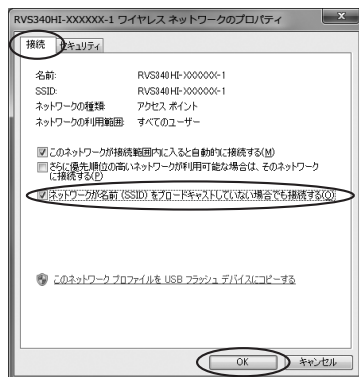 RVS340HI-XXXXXX-1 ワイヤレス ネットワークのプロパティ
接続 セキュリティ
名前: RVS340HI-XXXXXX-1
SSID: RVS340HI-XXXXXX-1
ネットワークの種類: アクセス ポイント
ネットワークの利用範囲: すべてのユーザー
このネットワークが接続範囲内に入ると自動的に接続する(M)
さらに優先順位の高いネットワークが利用可能な場合は、そのネットワーク
に接続する(P)
ネットワークが名前 (SSID) をブロードキャストしていない場合でも接続する(O)
このネットワーク プロファイルを USB フラッシュ デバイスにコピーする
OK キャンセル